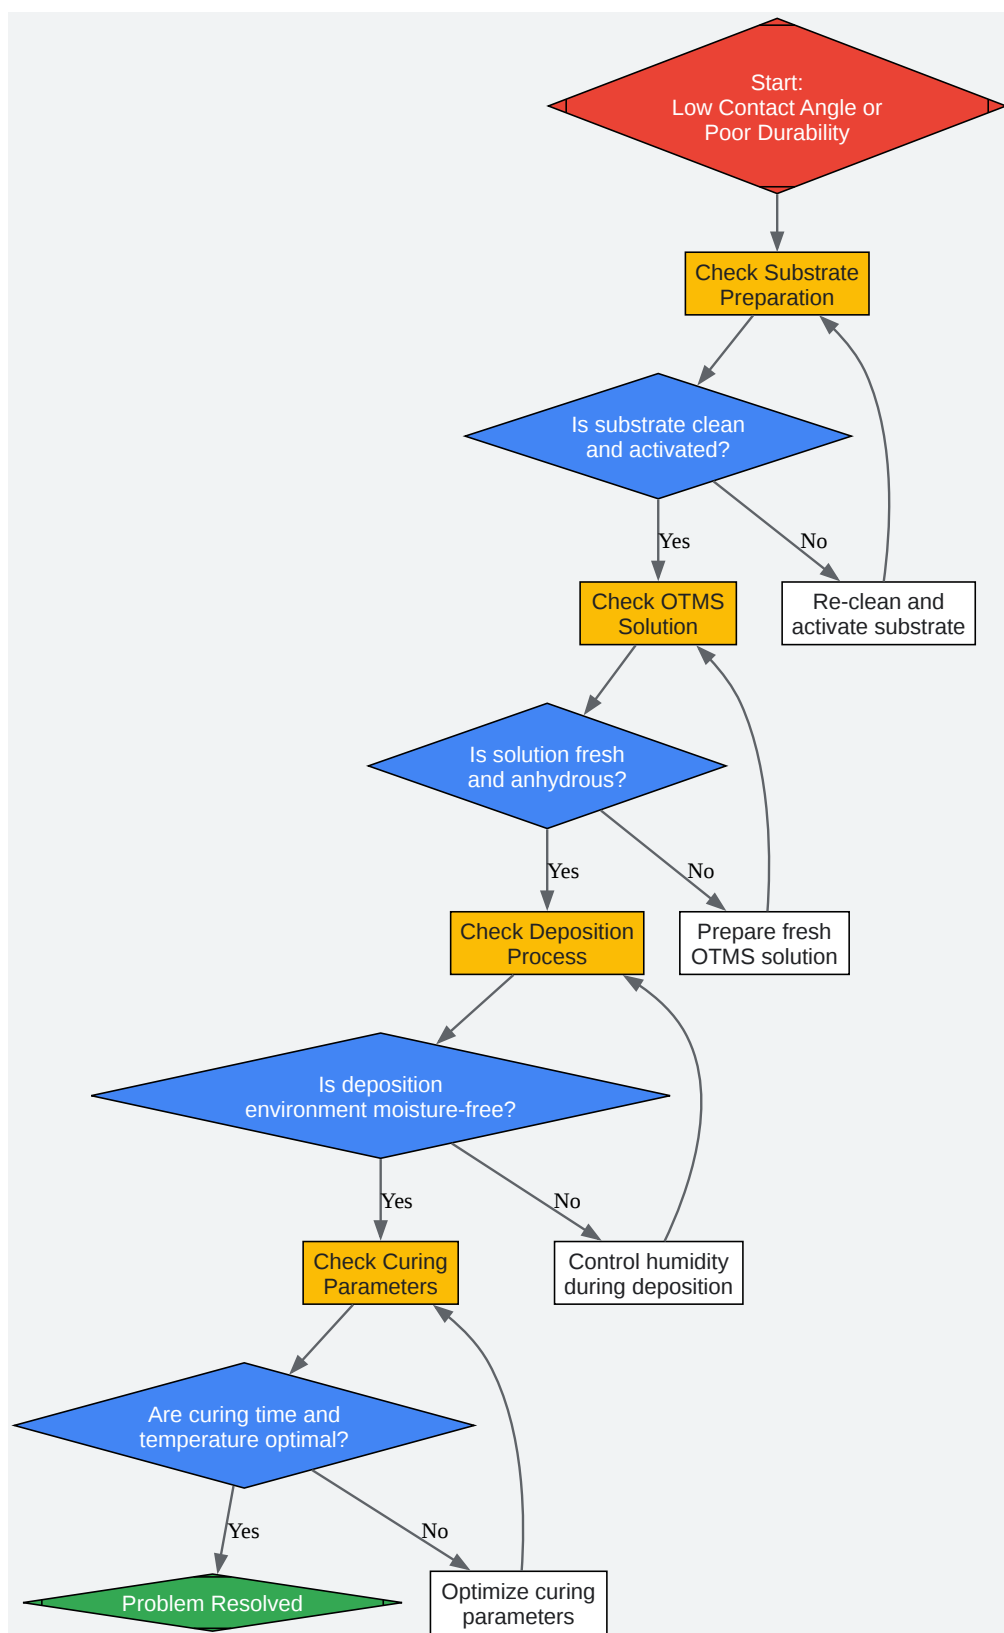 Start:
Low Contact Angle or
Poor Durability
Check Substrate
Preparation
Is substrate clean
and activated?
Yes
No
Check OTMS
Solution
Re-clean and
activate substrate
Is solution fresh
and anhydrous?
Yes
No
Check Deposition
Process
Prepare fresh
OTMS solution
Is deposition
environment moisture-free?
Yes
No
Check Curing
Parameters
Control humidity
during deposition
Are curing time and
temperature optimal?
Yes
No
Problem Resolved
Optimize curing
parameters